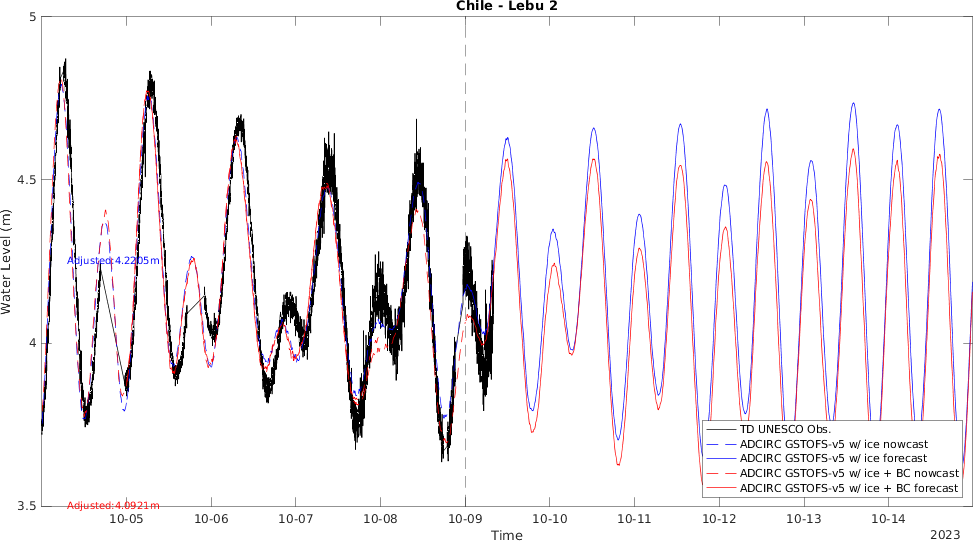 Chile - Lebu 2
5
4.5
4
3.5
Water Level (m)
Adjusted:4.2205m
Adjusted:4.0921m
TD UNESCO Obs.
ADCIRC GSTOFS-v5 w/ ice nowcast
ADCIRC GSTOFS-v5 w/ ice forecast
ADCIRC GSTOFS-v5 w/ ice + BC nowcast
ADCIRC GSTOFS-v5 w/ ice + BC forecast
10-05 10-06 10-07 10-08 10-09 10-10 10-11 10-12 10-13 10-14
Time
2023